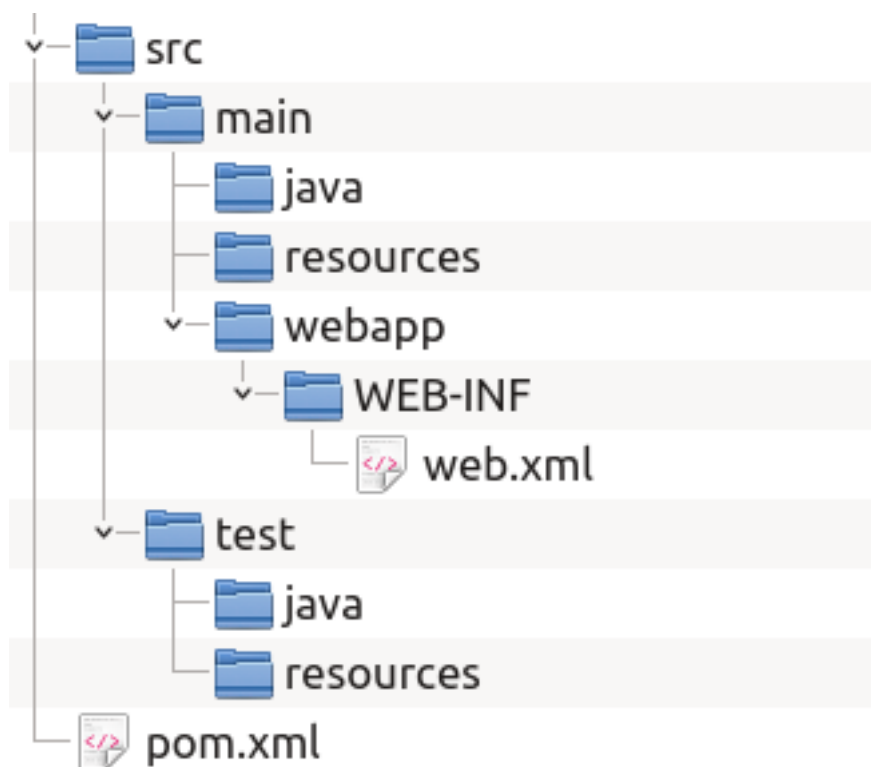 src
main
java
resources
webapp
WEB-INF
web.xml
test
java
resources
pom.xml